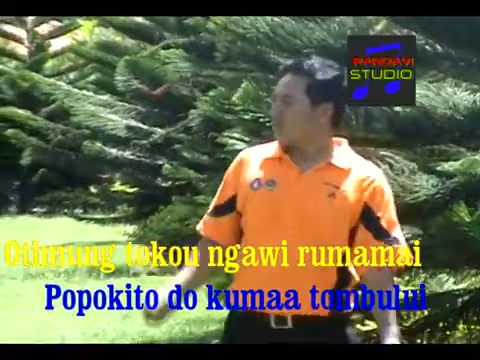 PANDAVI
STUDIO
Otimung tokou ngawi rumamai
Popokito do kumaa tombului